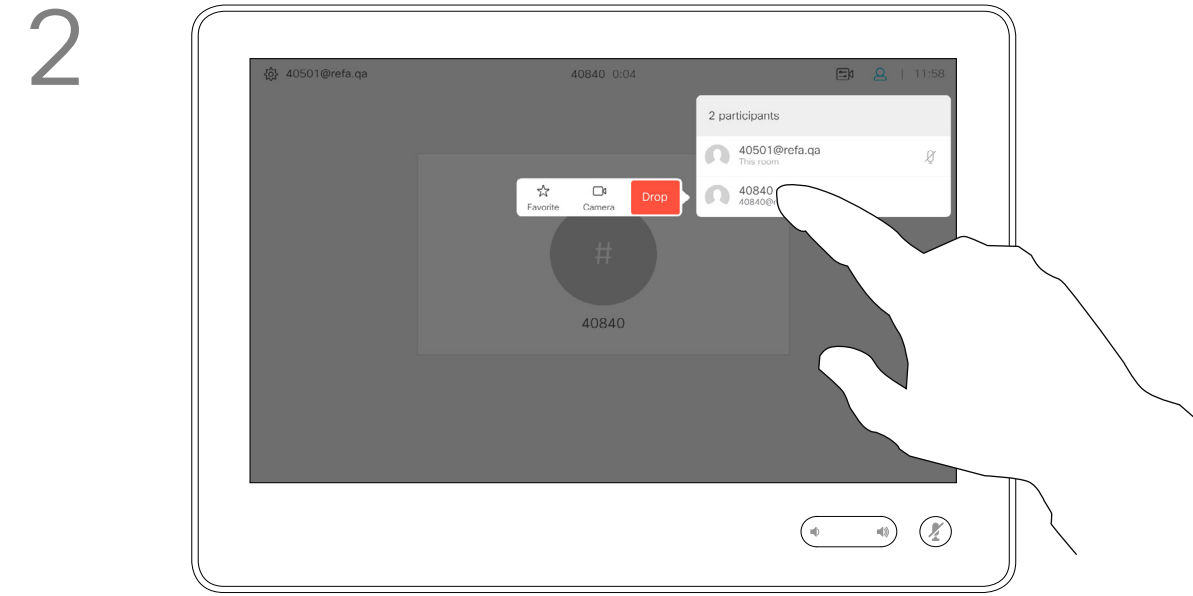 2
40501@refa.qa
40840 0:04
| 11:58
2 participants
40501@refa.qa
This room
40840
Favorite
Camera
Drop
#
40840